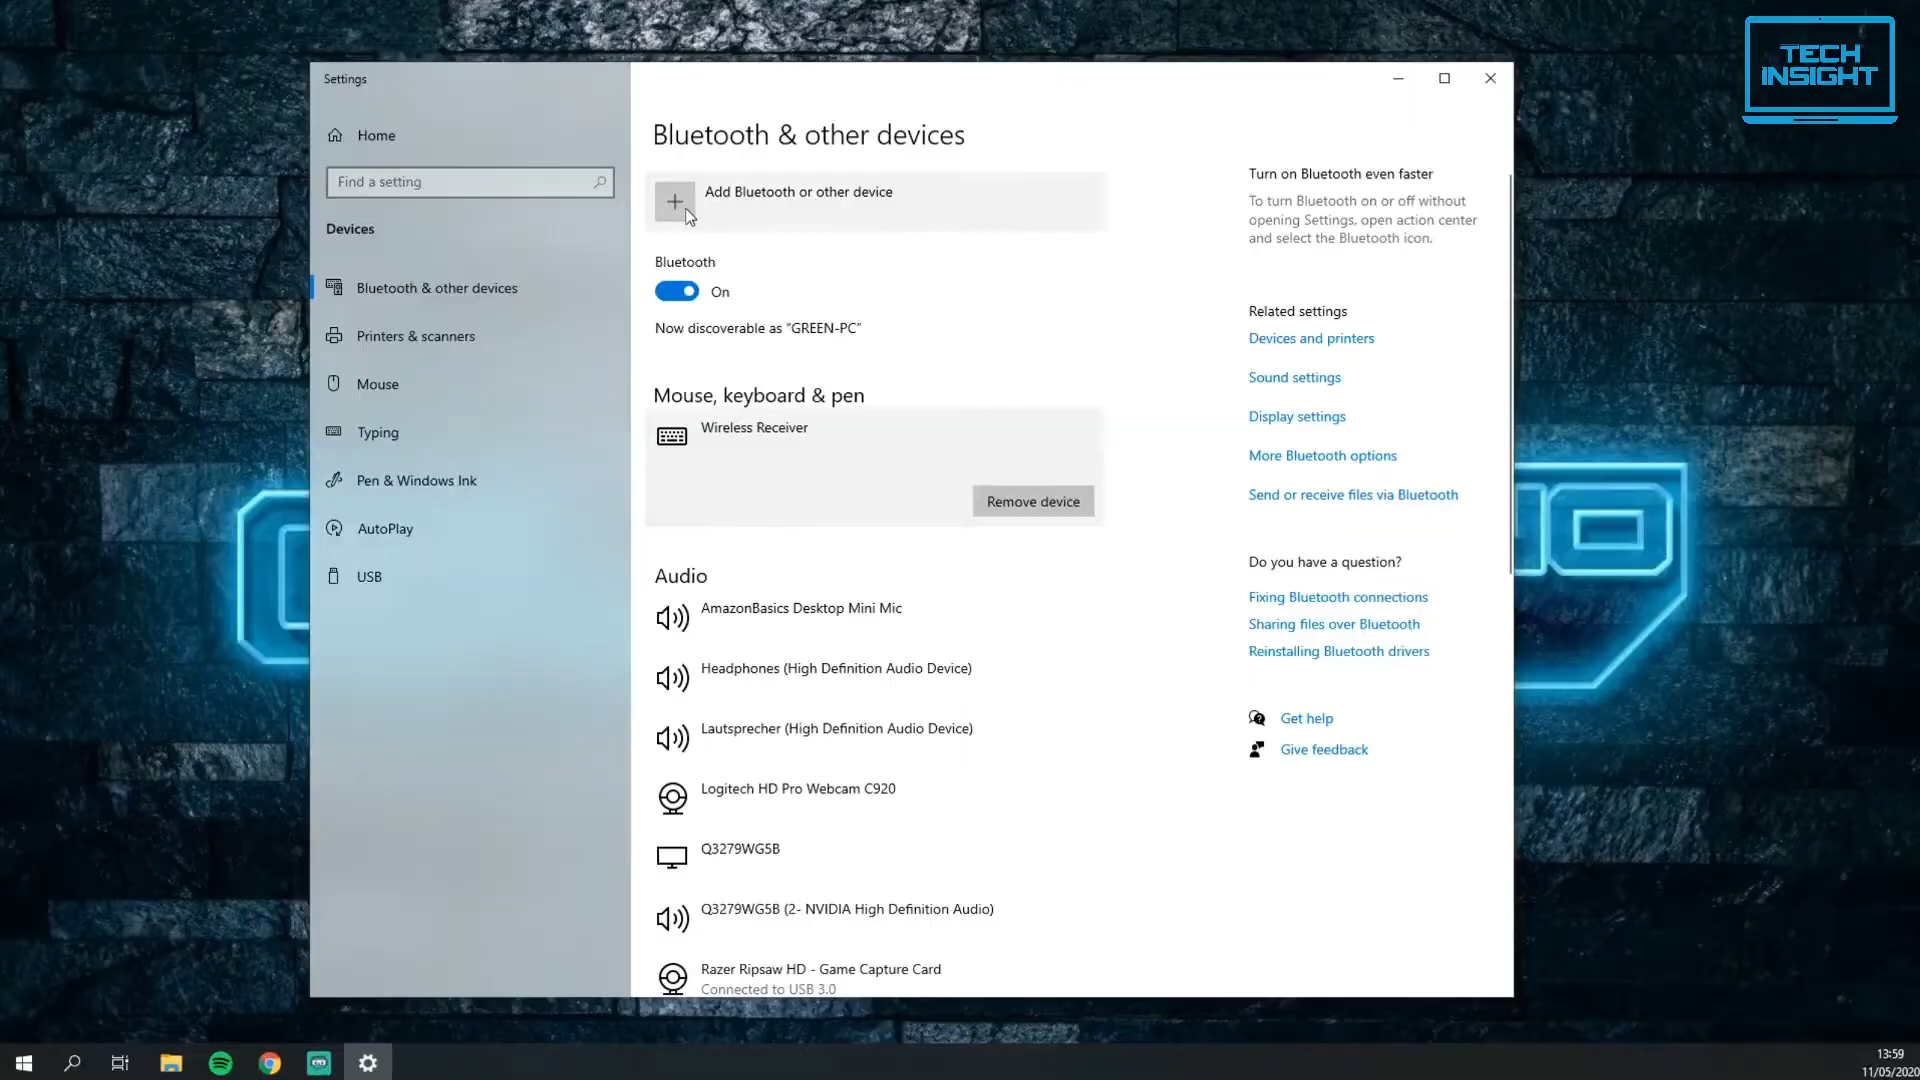 TECH
INSIGHT
Settings
Home
Find a setting
Devices
Bluetooth & other devices
Printers & scanners
Mouse
Typing
Pen & Windows Ink
AutoPlay
USB
Bluetooth & other devices
Add Bluetooth or other device
Bluetooth
On
Now discoverable as "GREEN-PC"
Mouse, keyboard & pen
Wireless Receiver
Remove device
Audio
AmazonBasics Desktop Mini Mic
Headphones (High Definition Audio Device)
Lautsprecher (High Definition Audio Device)
Logitech HD Pro Webcam C920
Q3279WG5B
Q3279WG5B (2- NVIDIA High Definition Audio)
Razer Ripsaw HD - Game Capture Card
Connected to USB 3.0
Turn on Bluetooth even faster
To turn Bluetooth on or off without
opening Settings, open action center
and select the Bluetooth icon.
Related settings
Devices and printers
Sound settings
Display settings
More Bluetooth options
Send or receive files via Bluetooth
Do you have a question?
Fixing Bluetooth connections
Sharing files over Bluetooth
Reinstalling Bluetooth drivers
Get help
Give feedback
13:59
11/05/2020